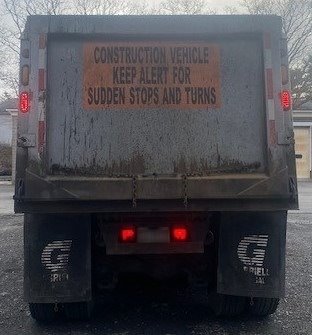 CONSTRUCTION VEHICLE
KEEP ALERT FOR
SUDDEN STOPS AND TURNS
G
G